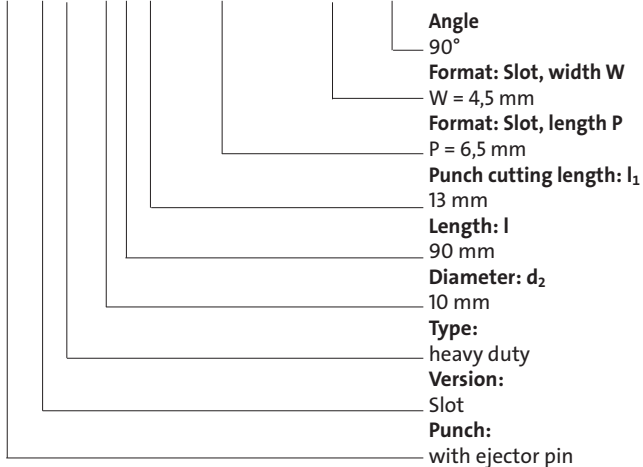 Angle
90°
Format: Slot, width W
W = 4,5 mm
Format: Slot, length P
P = 6,5 mm
Punch cutting length: l₁
13 mm
Length: l
90 mm
Diameter: d₂
10 mm
Type:
heavy duty
Version:
Slot
Punch:
with ejector pin